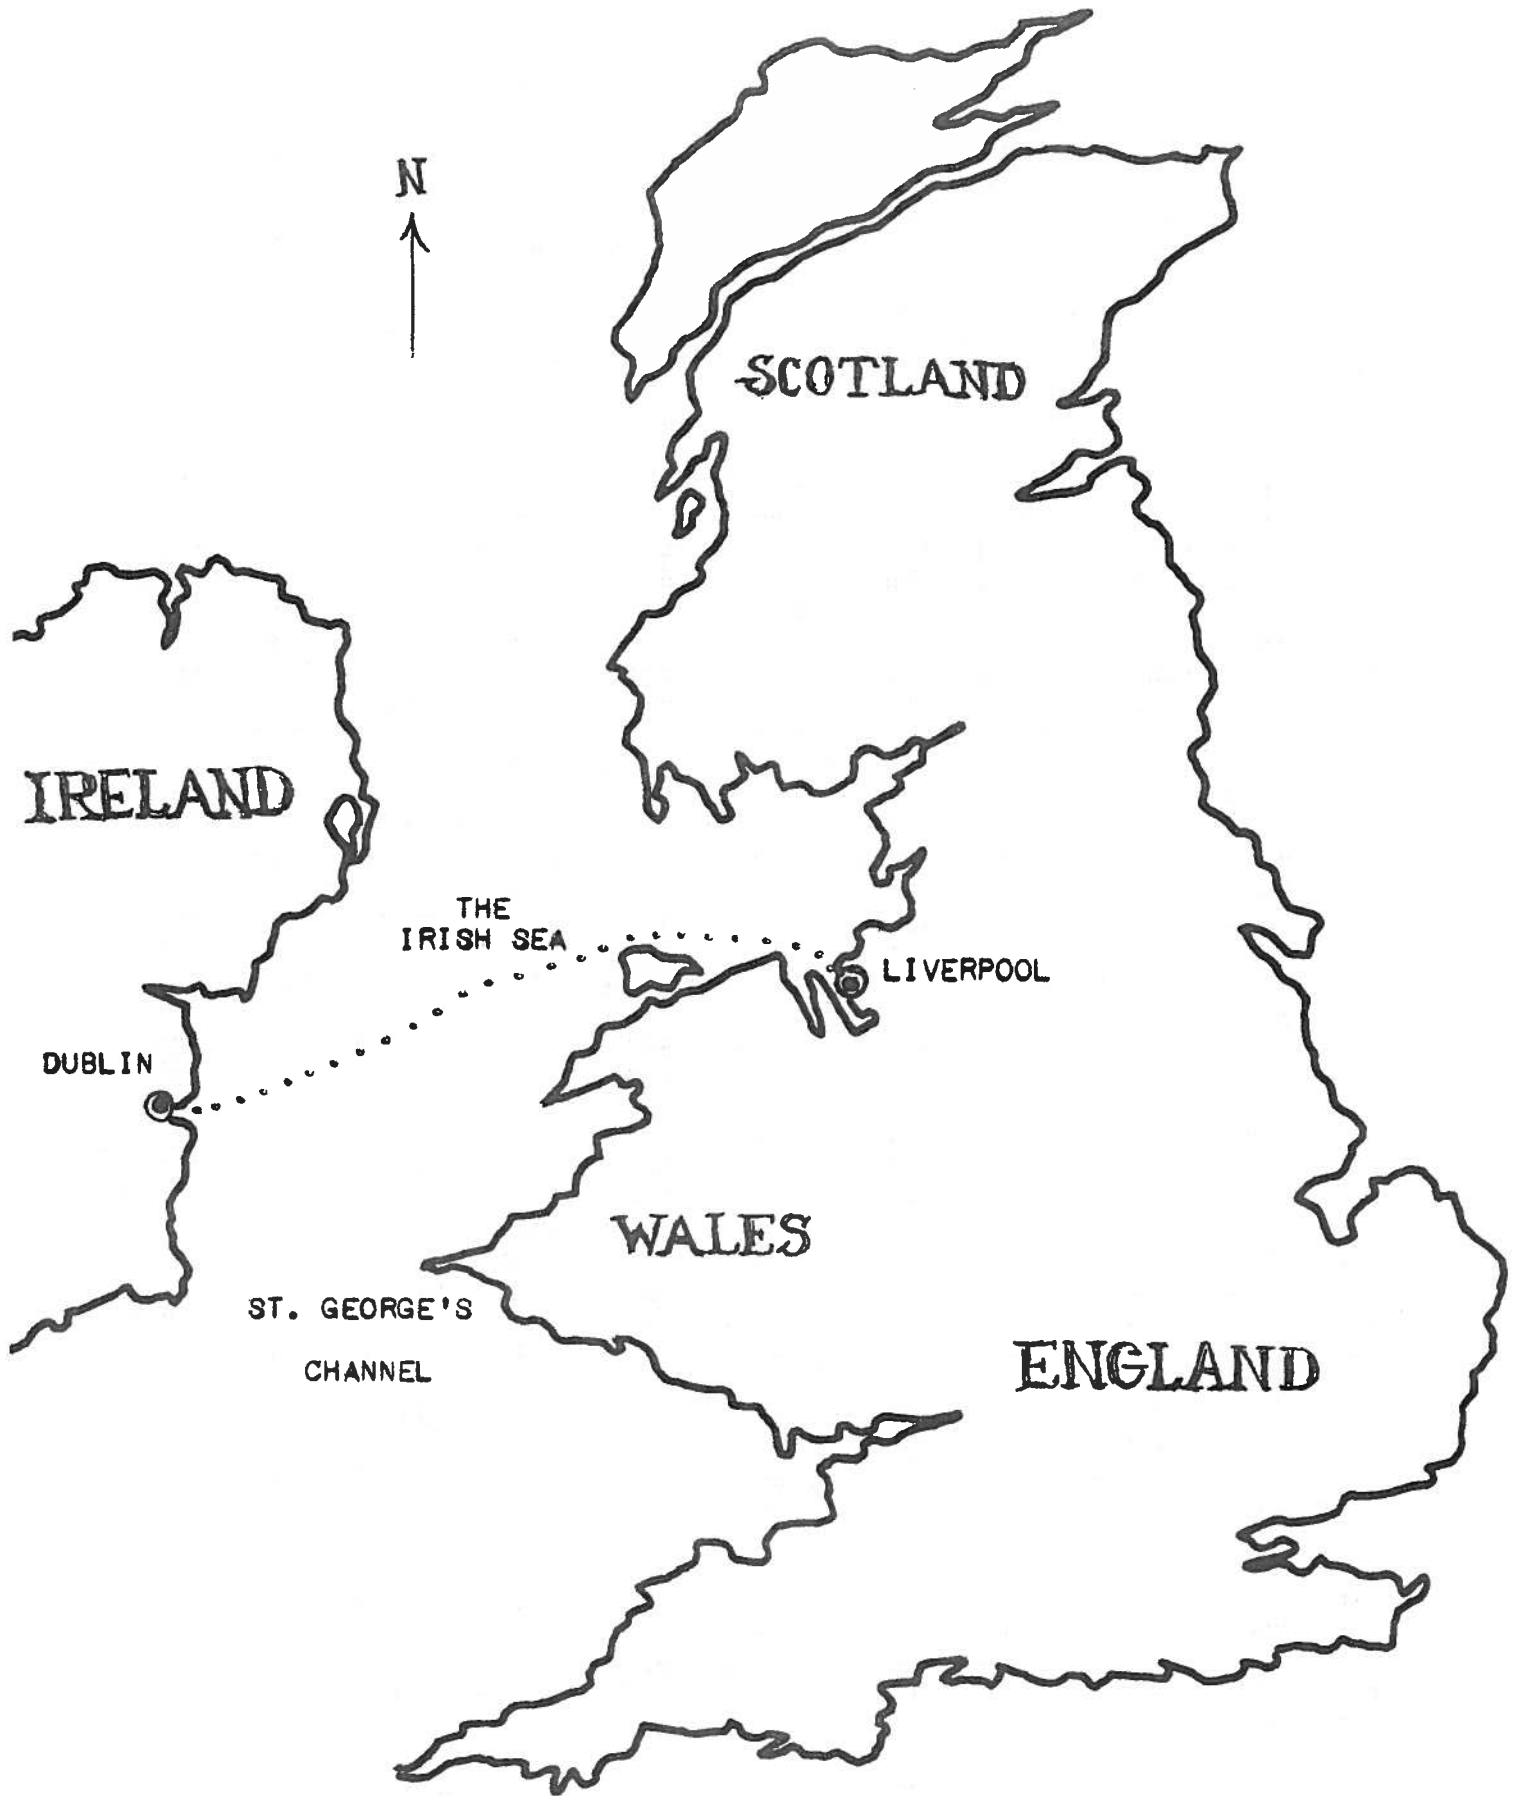 N
SCOTLAND
IRELAND
THE
IRISH SEA
LIVERPOOL
DUBLIN
WALES
ST. GEORGE'S
CHANNEL
ENGLAND